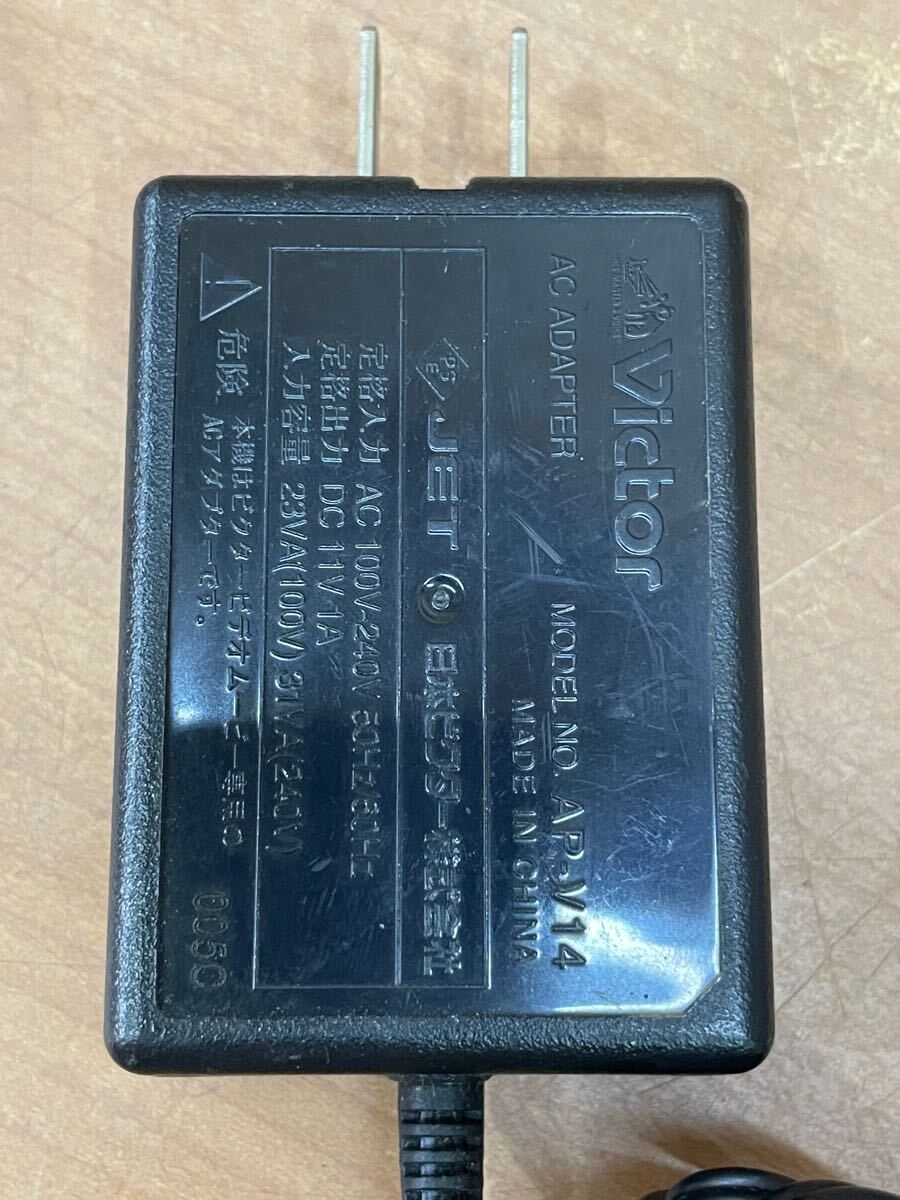 Victor
AC ADAPTER
MODEL NO. AP-V14
MADE IN CHINA
PS
E
JET 日本ビクター株式会社
定格入力 AC 100V~240V 50Hz/60Hz
定格出力 DC 11V 1A
入力容量 23VA(100V) 31VA(240V)
危険 本機はビクタービデオムービー専用の
ACアダプターです。
005C